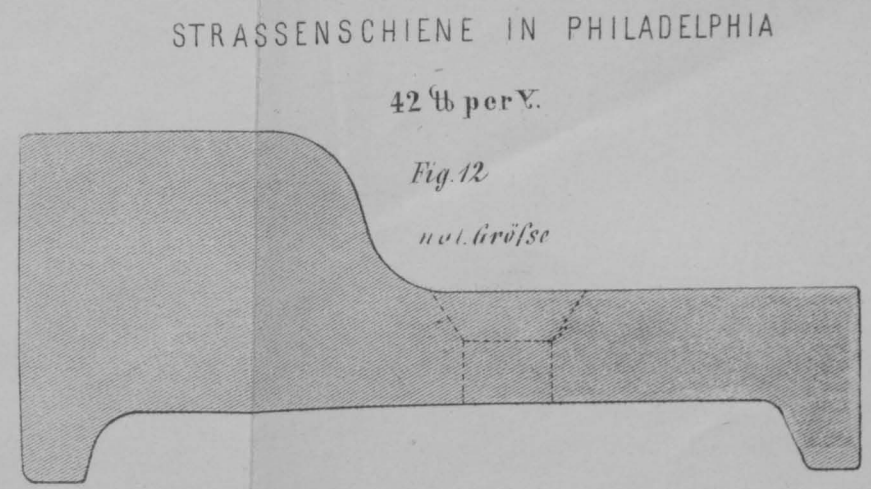 STRASSENSCHIENE IN PHILADELPHIA
42 ℔ per Y.
Fig. 12
nat. Größe